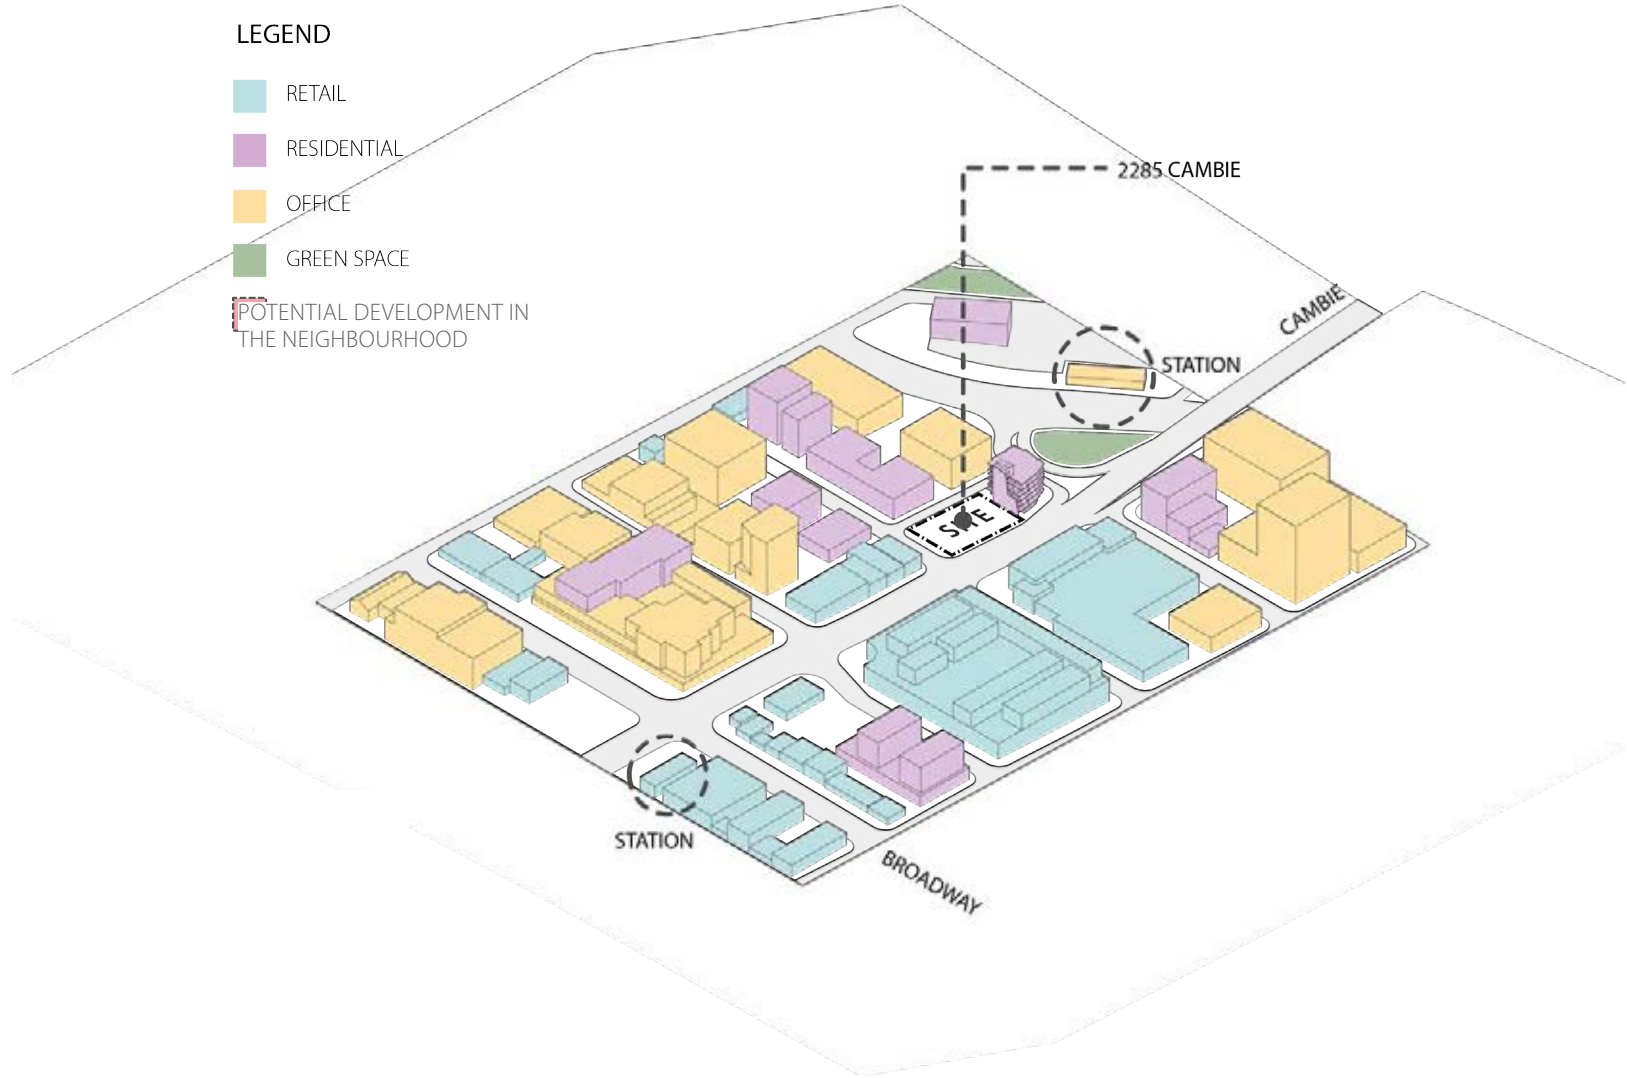 LEGEND
RETAIL
RESIDENTIAL
OFFICE
GREEN SPACE
POTENTIAL DEVELOPMENT IN
THE NEIGHBOURHOOD
2285 CAMBIE
CAMBIE
STATION
SITE
STATION
BROADWAY